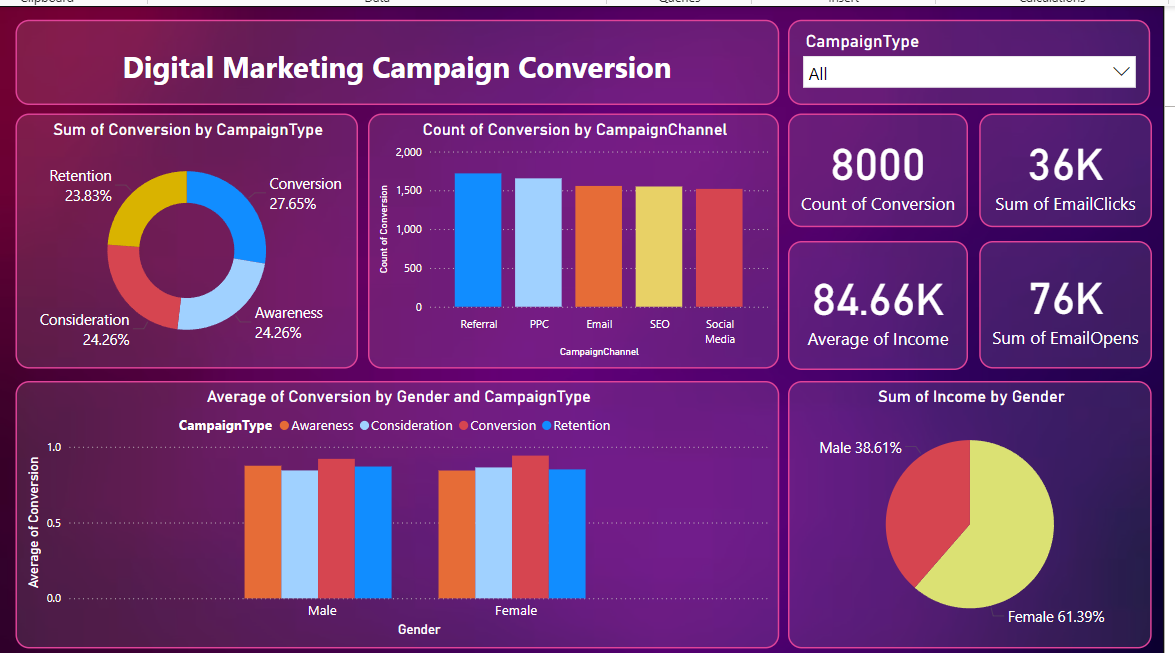 Clipboard
Data
Queries
Insert
Calculations
Digital Marketing Campaign Conversion
CampaignType
All
Sum of Conversion by CampaignType
Retention
23.83%
Conversion
27.65%
Consideration
24.26%
Awareness
24.26%
Count of Conversion by CampaignChannel
Count of Conversion
2,000
1,500
1,000
500
0
Referral
PPC
Email
SEO
Social
Media
CampaignChannel
8000
Count of Conversion
36K
Sum of EmailClicks
84.66K
Average of Income
76K
Sum of EmailOpens
Average of Conversion by Gender and CampaignType
CampaignType Awareness Consideration Conversion Retention
Average of Conversion
1.0
0.5
0.0
Male
Female
Gender
Sum of Income by Gender
Male 38.61%
Female 61.39%